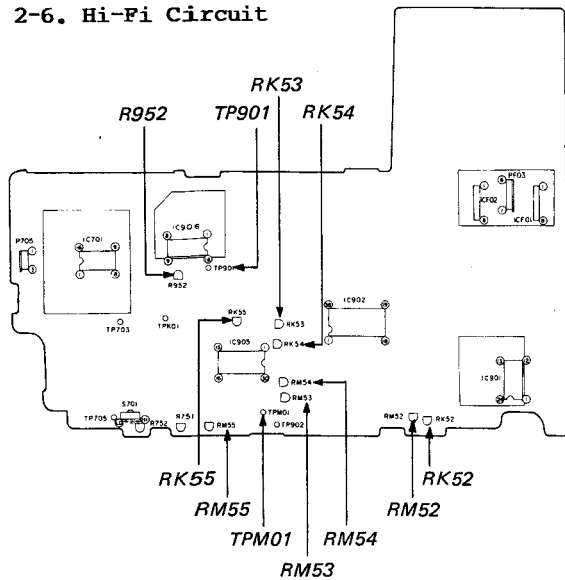 2-6. Hi-Fi Circuit
RK53
R952 TP901 RK54
IC906
PF03
ICF02
ICF01
P705
IC701
TP901
R952
IC902
RK55
RK53
TP703
TPK01
RK54
IC905
IC901
RM54
RM53
S701
TP705
R752
R751
RM55
TPM01
TP902
RM52
RK52
RK55
RK52
RM55
RM52
TPM01
RM54
RM53